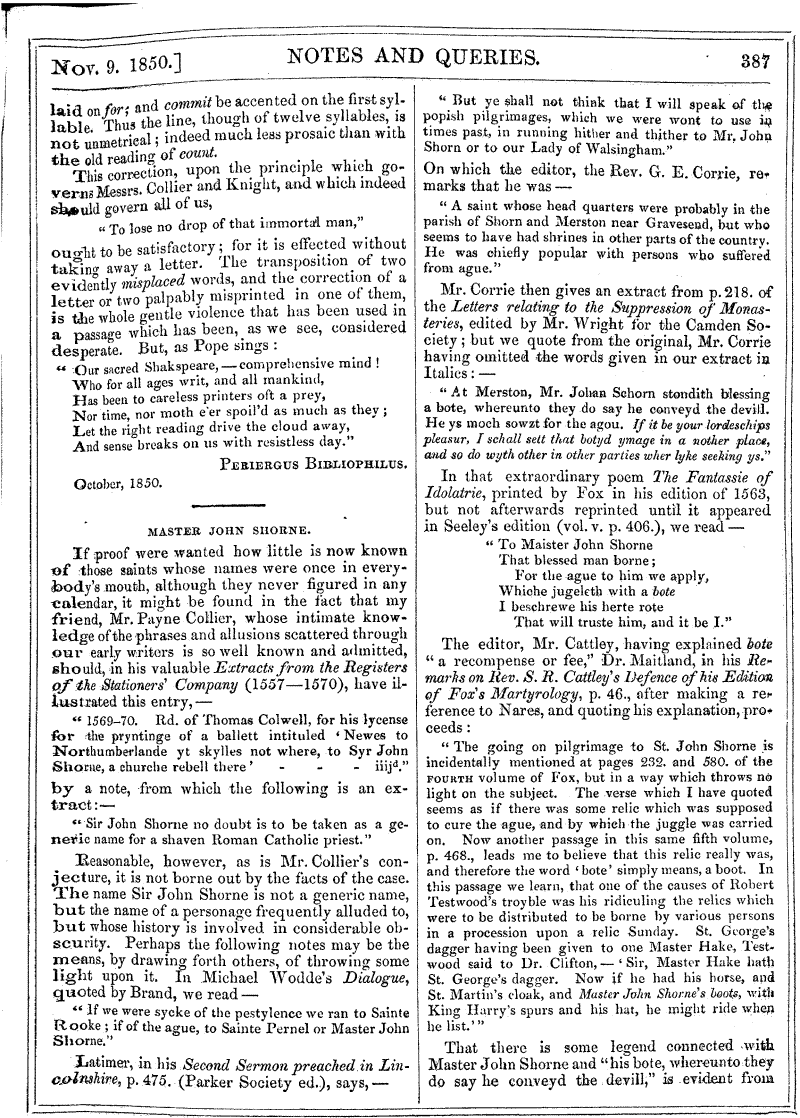 Nov. 9. 1850.] NOTES AND QUERIES. 387
laid on for; and commit be accented on the first syl-
lable. Thus the line, though of twelve syllables, is
not unmetrical; indeed much less prosaic than with
the old reading of count.
This correction, upon the principle which go-
verns Messrs. Collier and Knight, and which indeed
should govern all of us,
"To lose no drop of that immortal man,"
ought to be satisfactory; for it is effected without
taking away a letter. The transposition of two
evidently misplaced words, and the correction of a
letter or two palpably misprinted in one of them,
is the whole gentle violence that has been used in
a passage which has been, as we see, considered
desperate. But, as Pope sings:
"Our sacred Shakspeare,—comprehensive mind!
Who for all ages writ, and all mankind,
Has been to careless printers oft a prey,
Nor time, nor moth e'er spoil'd as much as they;
Let the right reading drive the cloud away,
And sense breaks on us with resistless day."
PERIERGUS BIBLIOPHILUS.
October, 1850.
MASTER JOHN SHORNE.
If proof were wanted how little is now known
of those saints whose names were once in every-
body's mouth, although they never figured in any
calendar, it might be found in the fact that my
friend, Mr. Payne Collier, whose intimate know-
ledge of the phrases and allusions scattered through
our early writers is so well known and admitted,
should, in his valuable Extracts from the Registers
of the Stationers' Company (1557—1570), have il-
lustrated this entry,—
"1569-70. Rd. of Thomas Colwell, for his lycense
for the pryntinge of a ballett intituled 'Newes to
Northumberlande yt skylles not where, to Syr John
Shorne, a churche rebell there' - - - iiijd."
by a note, from which the following is an ex-
tract:—
"Sir John Shorne no doubt is to be taken as a ge-
neric name for a shaven Roman Catholic priest."
Reasonable, however, as is Mr. Collier's con-
jecture, it is not borne out by the facts of the case.
The name Sir John Shorne is not a generic name,
but the name of a personage frequently alluded to,
but whose history is involved in considerable ob-
scurity. Perhaps the following notes may be the
means, by drawing forth others, of throwing some
light upon it. In Michael Wodde's Dialogue,
quoted by Brand, we read—
"If we were sycke of the pestylence we ran to Sainte
Rooke; if of the ague, to Sainte Pernel or Master John
Shorne."
Latimer, in his Second Sermon preached in Lin-
colnshire, p. 475. (Parker Society ed.), says,—
"But ye shall not think that I will speak of the
popish pilgrimages, which we were wont to use in
times past, in running hither and thither to Mr. John
Shorn or to our Lady of Walsingham."
On which the editor, the Rev. G. E. Corrie, re-
marks that he was—
"A saint whose head quarters were probably in the
parish of Shorn and Merston near Gravesend, but who
seems to have had shrines in other parts of the country.
He was chiefly popular with persons who suffered
from ague."
Mr. Corrie then gives an extract from p. 218. of
the Letters relating to the Suppression of Monas-
teries, edited by Mr. Wright for the Camden So-
ciety; but we quote from the original, Mr. Corrie
having omitted the words given in our extract in
Italics:—
"At Merston, Mr. Johan Schorn stondith blessing
a bote, whereunto they do say he conveyd the devill.
He ys moch sowzt for the agou. If it be your lordeschips
pleasur, I schall sett that botyd ymage in a nother place,
and so do wyth other in other parties wher lyke seeking ys."
In that extraordinary poem The Fantassie of
Idolatrie, printed by Fox in his edition of 1563,
but not afterwards reprinted until it appeared
in Seeley's edition (vol. v. p. 406.), we read—
"To Maister John Shorne
That blessed man borne;
For the ague to him we apply,
Whiche jugeleth with a bote
I beschrewe his herte rote
That will truste him, and it be I."
The editor, Mr. Cattley, having explained bote
"a recompense or fee," Dr. Maitland, in his Re-
marks on Rev. S. R. Cattley's Defence of his Edition
of Fox's Martyrology, p. 46., after making a re-
ference to Nares, and quoting his explanation, pro-
ceeds:
"The going on pilgrimage to St. John Shorne is
incidentally mentioned at pages 232. and 580. of the
FOURTH volume of Fox, but in a way which throws no
light on the subject. The verse which I have quoted
seems as if there was some relic which was supposed
to cure the ague, and by which the juggle was carried
on. Now another passage in this same fifth volume,
p. 468., leads me to believe that this relic really was,
and therefore the word 'bote' simply means, a boot. In
this passage we learn, that one of the causes of Robert
Testwood's troyble was his ridiculing the relics which
were to be distributed to be borne by various persons
in a procession upon a relic Sunday. St. George's
dagger having been given to one Master Hake, Test-
wood said to Dr. Clifton,—'Sir, Master Hake hath
St. George's dagger. Now if he had his horse, and
St. Martin's cloak, and Master John Shorne's boots, with
King Harry's spurs and his hat, he might ride when
he list.'"
That there is some legend connected with
Master John Shorne and "his bote, whereunto they
do say he conveyd the devill," is evident from